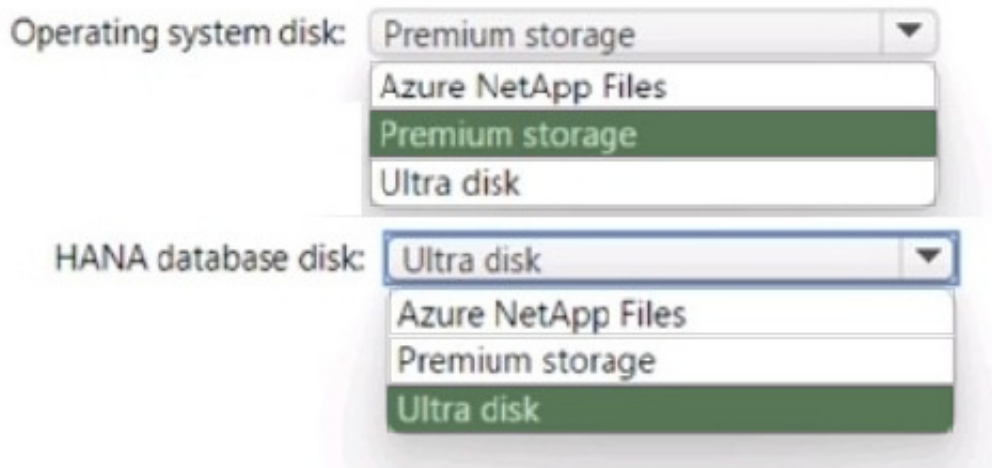 Operating system disk: Premium storage
Azure NetApp Files
Premium storage
Ultra disk
HANA database disk: Ultra disk
Azure NetApp Files
Premium storage
Ultra disk